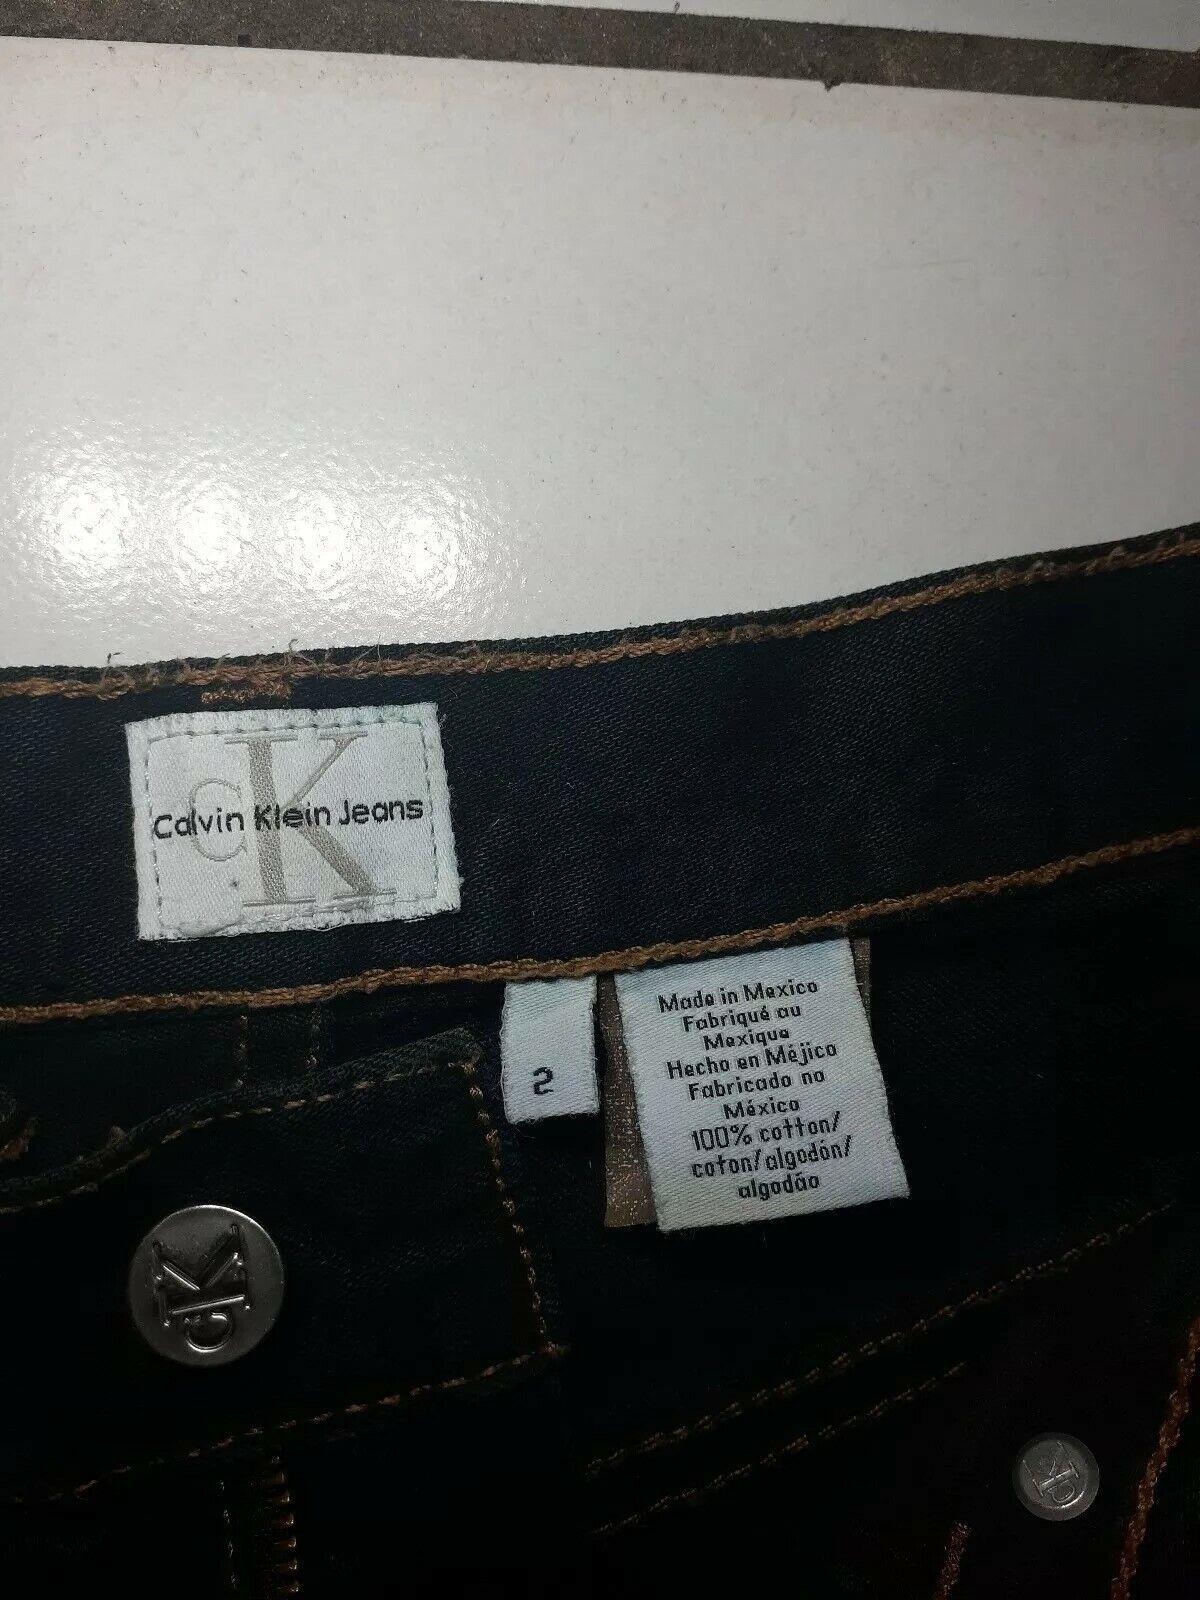 CK
Calvin Klein Jeans
2
Made in Mexico
Fabriqué au
Mexique
Hecho en Méjico
Fabricado no
México
100% cotton/
coton/algodón/
algodão
cK
cK